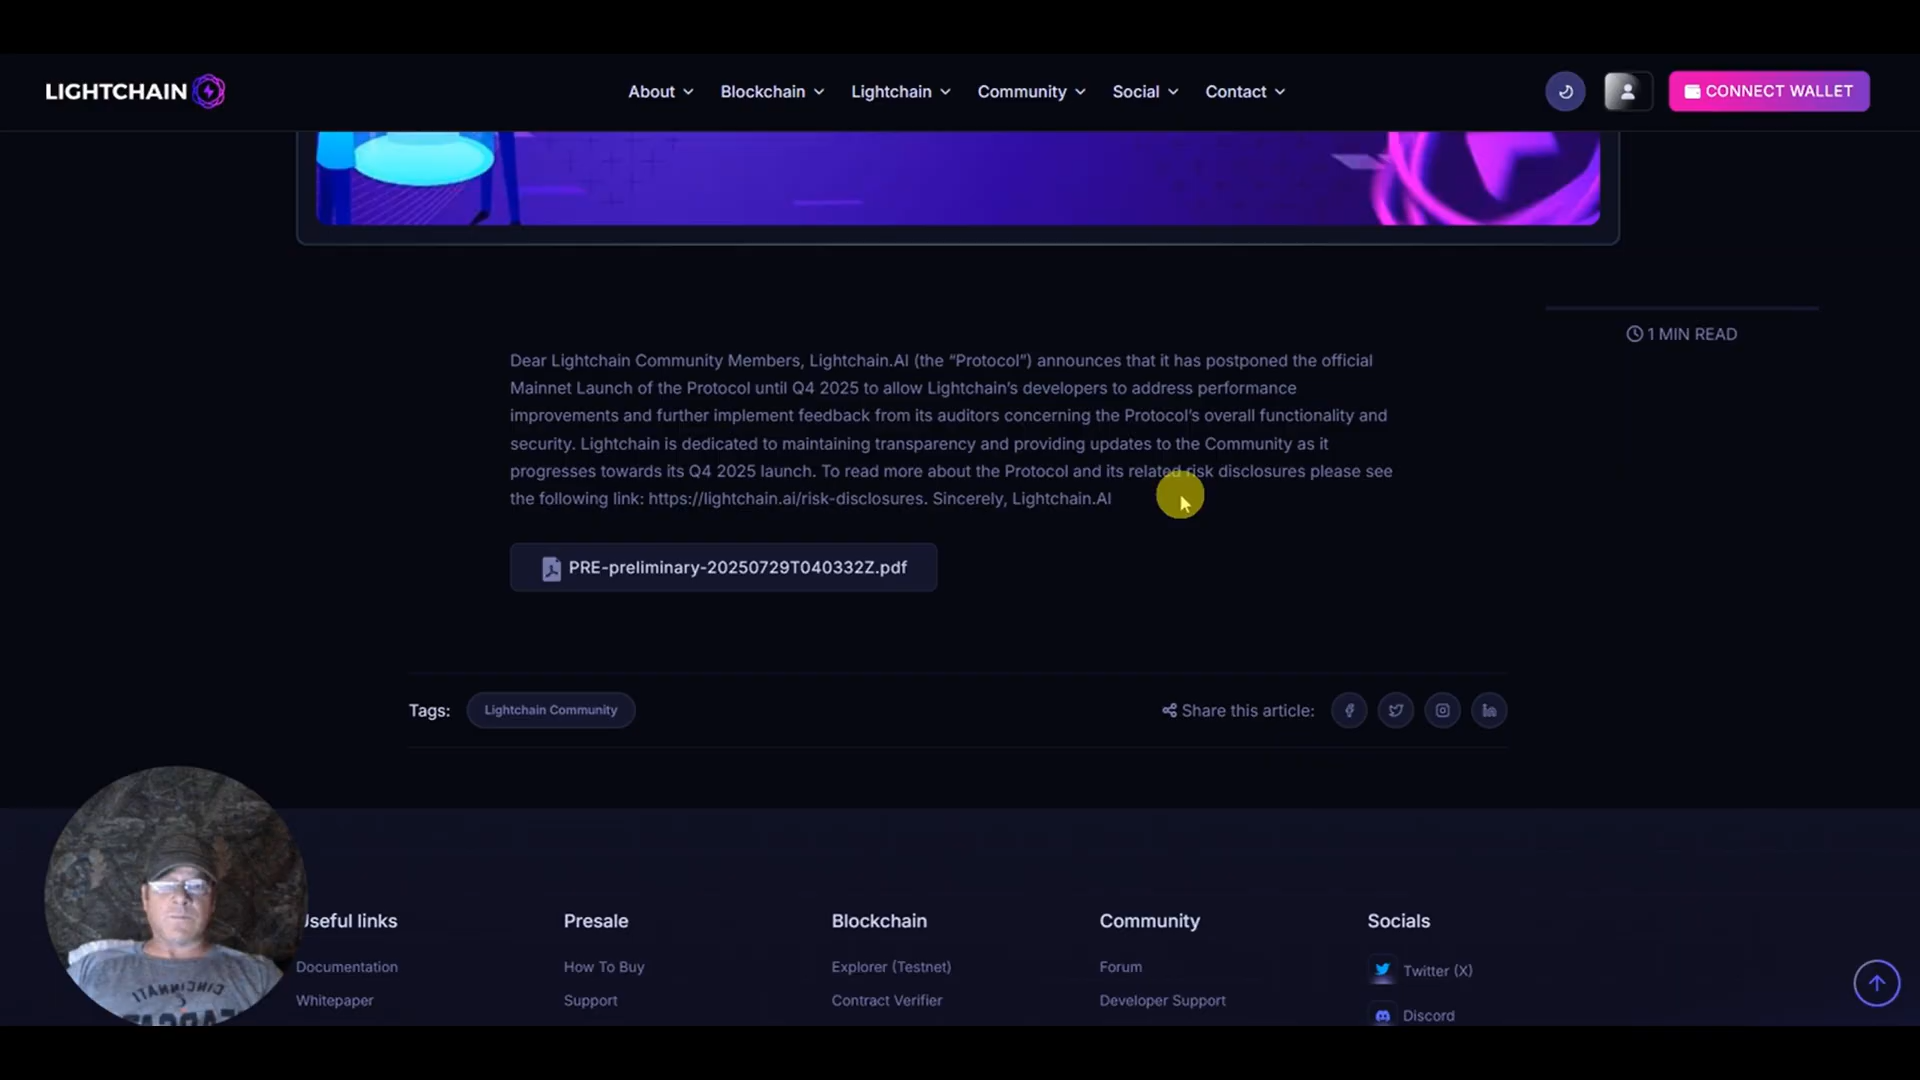 LIGHTCHAIN
About
Blockchain
Lightchain
Community
Social
Contact
CONNECT WALLET
1 MIN READ
Dear Lightchain Community Members, Lightchain.AI (the “Protocol”) announces that it has postponed the official
Mainnet Launch of the Protocol until Q4 2025 to allow Lightchain’s developers to address performance
improvements and further implement feedback from its auditors concerning the Protocol’s overall functionality and
security. Lightchain is dedicated to maintaining transparency and providing updates to the Community as it
progresses towards its Q4 2025 launch. To read more about the Protocol and its related risk disclosures please see
the following link: https://lightchain.ai/risk-disclosures. Sincerely, Lightchain.AI
PRE-preliminary-20250729T040332Z.pdf
Tags:
Lightchain Community
Share this article:
Useful links
Documentation
Whitepaper
Presale
How To Buy
Support
Blockchain
Explorer (Testnet)
Contract Verifier
Community
Forum
Developer Support
Socials
Twitter (X)
Discord
CINCINNATI